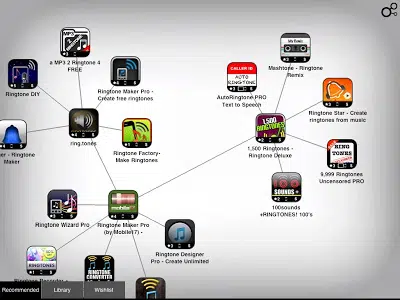 a MP3 2 Ringtone 4
FREE
MP3
Ringtone DIY
Ringtone Maker Pro -
Create free ringtones
ring.tones
Ringtone Factory-
Make Ringtones
- Ringtone
Maker
Ringtone Wizard Pro
Ringtone Maker Pro
(by Mobile17) -
Ringtone Designer
Pro - Create Unlimited
RINGTONES
RINGTONE
CONVERTER
CALLER ID
AUTO
RINGTONE
AutoRingtone PRO
Text to Speech
My Music
Mashtone - Ringtone
Remix
Ringtone Star - Create
ringtones from music
1,500
RINGTONES
1,500 Ringtones -
Ringtone Deluxe
RING
TONES
9,999 Ringtones
Uncensored PRO
100
SOUNDS+
100sounds
+RINGTONES! 100's
Recommended
Library
Wishlist